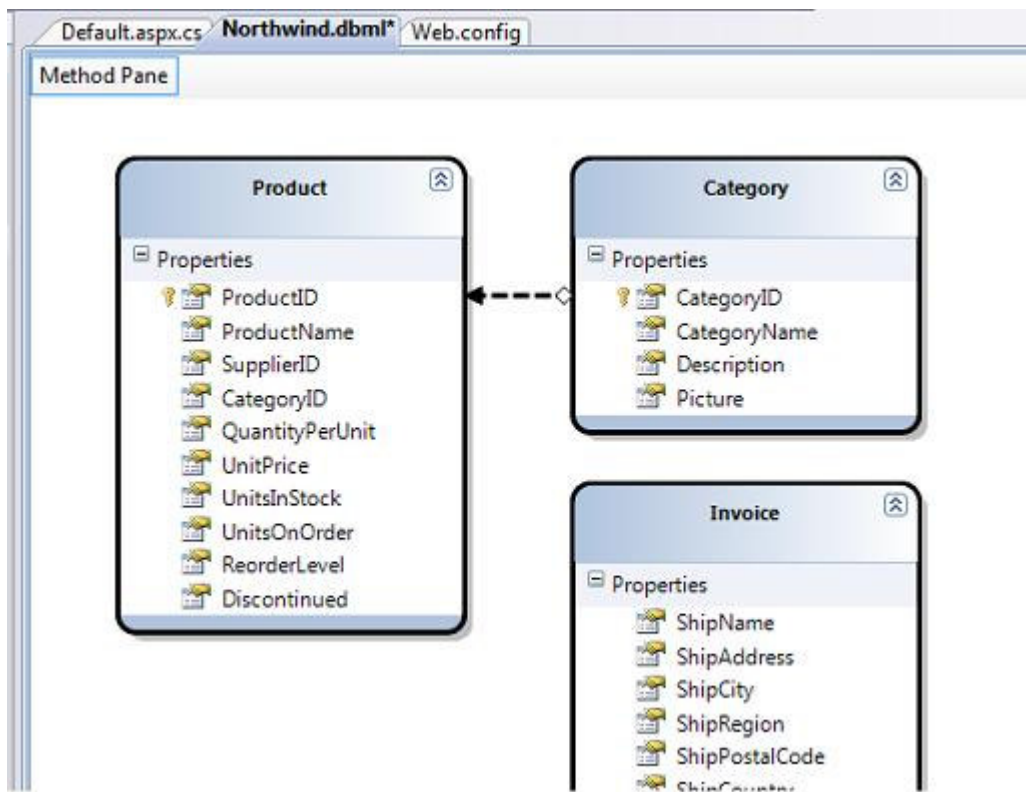 Default.aspx.cs Northwind.dbml* Web.config
Method Pane
Product
Properties
ProductID
ProductName
SupplierID
CategoryID
QuantityPerUnit
UnitPrice
UnitsInStock
UnitsOnOrder
ReorderLevel
Discontinued
Category
Properties
CategoryID
CategoryName
Description
Picture
Invoice
Properties
ShipName
ShipAddress
ShipCity
ShipRegion
ShipPostalCode
ShipCountry